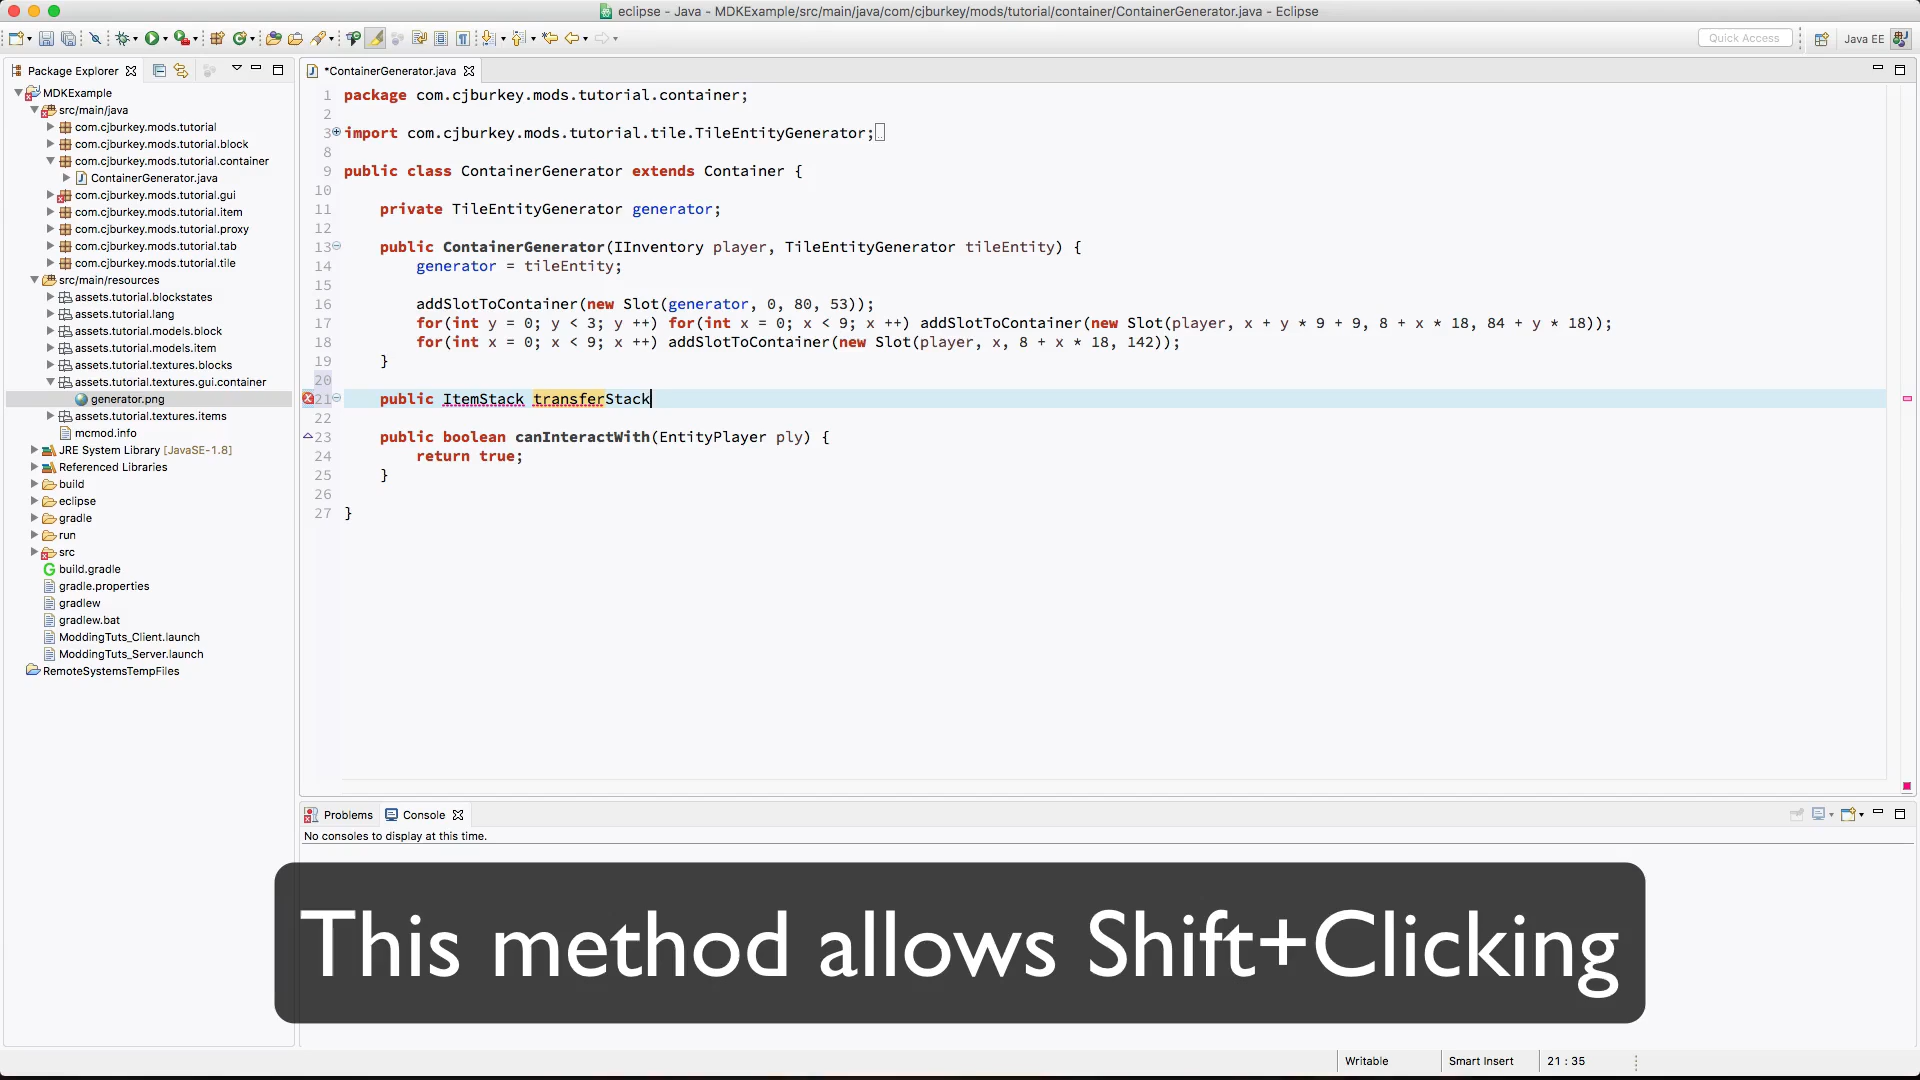 eclipse - Java - MDKExample/src/main/java/com/cjburkey/mods/tutorial/container/ContainerGenerator.java - Eclipse
Quick Access
Java EE
Package Explorer
MDKExample
src/main/java
com.cjburkey.mods.tutorial
com.cjburkey.mods.tutorial.block
com.cjburkey.mods.tutorial.container
ContainerGenerator.java
com.cjburkey.mods.tutorial.gui
com.cjburkey.mods.tutorial.item
com.cjburkey.mods.tutorial.proxy
com.cjburkey.mods.tutorial.tab
com.cjburkey.mods.tutorial.tile
src/main/resources
assets.tutorial.blockstates
assets.tutorial.lang
assets.tutorial.models.block
assets.tutorial.models.item
assets.tutorial.textures.blocks
assets.tutorial.textures.gui.container
generator.png
assets.tutorial.textures.items
mcmod.info
JRE System Library [JavaSE-1.8]
Referenced Libraries
build
eclipse
gradle
run
src
build.gradle
gradle.properties
gradlew
gradlew.bat
ModdingTuts_Client.launch
ModdingTuts_Server.launch
RemoteSystemsTempFiles
*ContainerGenerator.java
1 package com.cjburkey.mods.tutorial.container;
2
3 import com.cjburkey.mods.tutorial.tile.TileEntityGenerator;
8
9 public class ContainerGenerator extends Container {
10
11 private TileEntityGenerator generator;
12
13 public ContainerGenerator(IInventory player, TileEntityGenerator tileEntity) {
14 generator = tileEntity;
15
16 addSlotToContainer(new Slot(generator, 0, 80, 53));
17 for(int y = 0; y < 3; y ++) for(int x = 0; x < 9; x ++) addSlotToContainer(new Slot(player, x + y * 9 + 9, 8 + x * 18, 84 + y * 18));
18 for(int x = 0; x < 9; x ++) addSlotToContainer(new Slot(player, x, 8 + x * 18, 142));
19 }
20
21 public ItemStack transferStack
22
23 public boolean canInteractWith(EntityPlayer ply) {
24 return true;
25 }
26
27 }
Problems
Console
No consoles to display at this time.
This method allows Shift+Clicking
Writable
Smart Insert
21 : 35